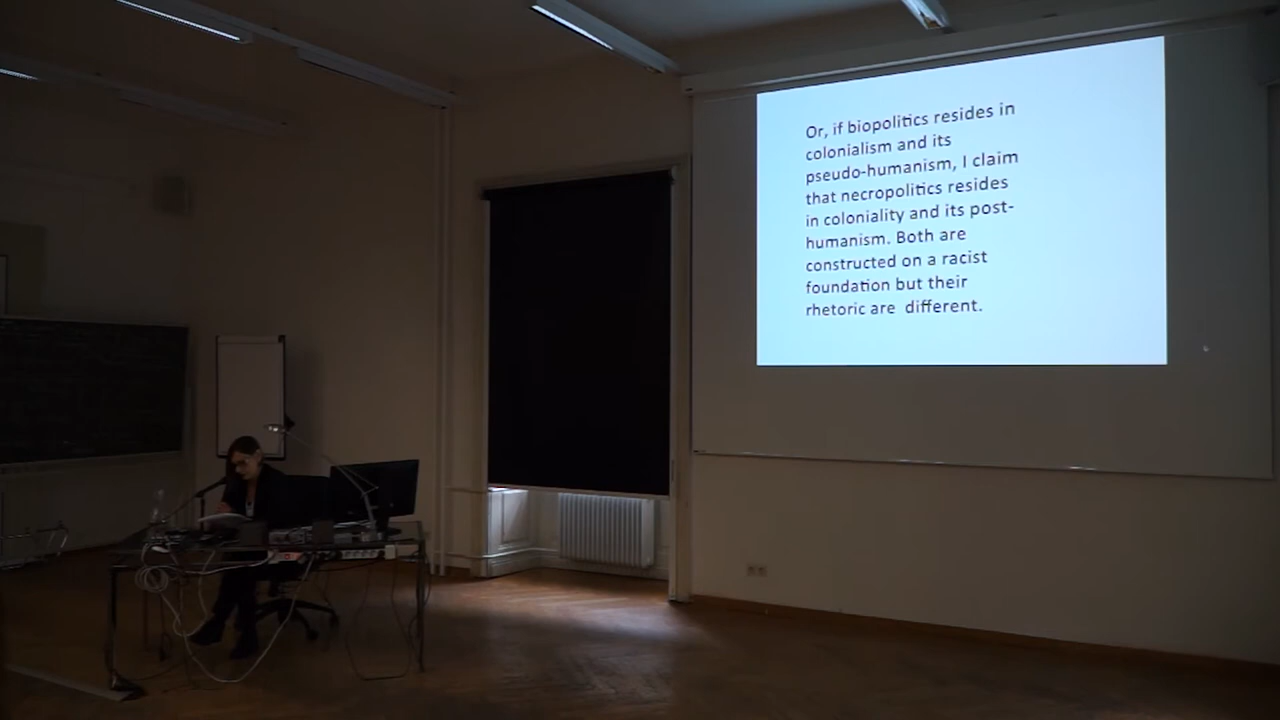 Or, if biopolitics resides in
colonialism and its
pseudo-humanism, I claim
that necropolitics resides
in coloniality and its post-
humanism. Both are
constructed on a racist
foundation but their
rhetoric are  different.